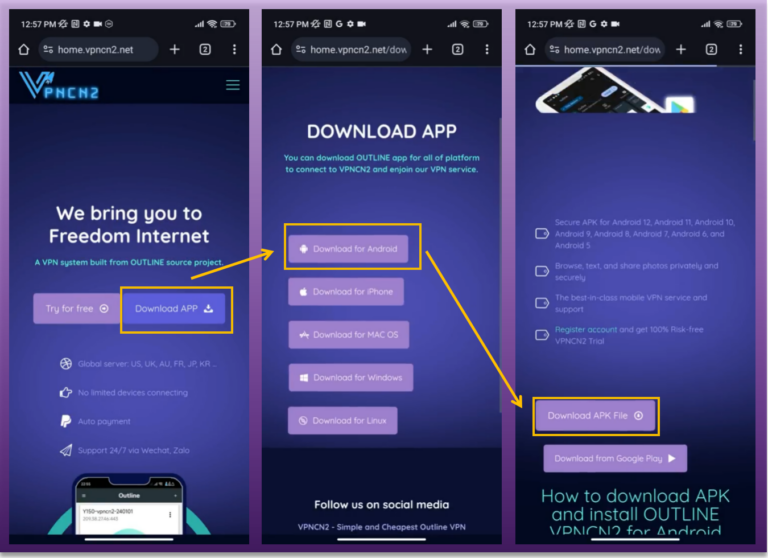 12:57 PM
79
home.vpncn2.net
2
VPNCN2
We bring you to
Freedom Internet
A VPN system built from OUTLINE source project.
Try for free
Download APP
Global server: US, UK, AU, FR, JP, KR ...
No limited devices connecting
Auto payment
Support 24/7 via Wechat, Zalo
Outline
Y150-vpncn2-240101
12:57 PM
G
79
home.vpncn2.net/dow
2
DOWNLOAD APP
You can download OUTLINE app for all of platform
to connect to VPNCN2 and enjoin our VPN service.
Download for Android
Download for iPhone
Download for MAC OS
Download for Windows
Download for Linux
Follow us on social media
VPNCN2 - Simple and Cheapest Outline VPN
12:57 PM
G
home.vpncn2.net/dow
2
Secure APK for Android 12, Android 11, Android 10,
Android 9, Android 8, Android 7, Android 6, and
Android 5
Browse, text, and share photos privately and
securely
The best-in-class mobile VPN service and
support
Register account and get 100% Risk-free
VPNCN2 Trial
Download APK File
Download from Google Play
How to download APK
and install OUTLINE
VPNCN2 for Android